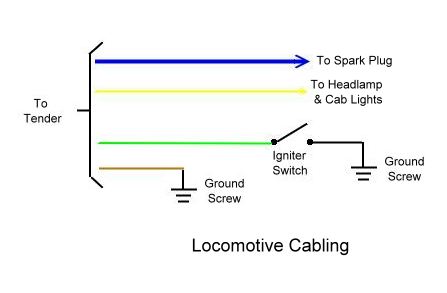 To Spark Plug
To Headlamp
& Cab Lights
To
Tender
Igniter
Switch
Ground
Screw
Ground
Screw
Locomotive Cabling